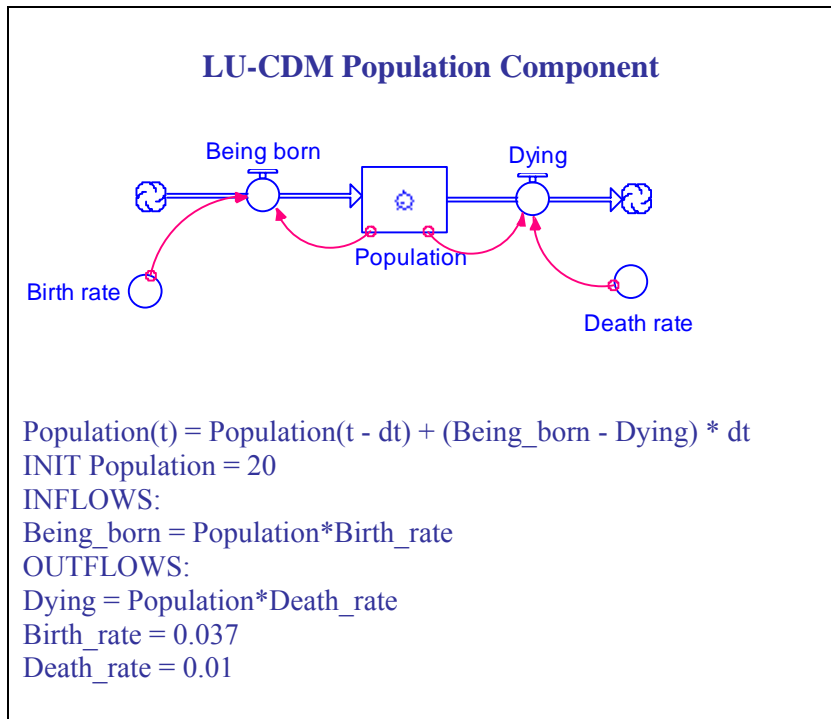 LU-CDM Population Component
Being born
Dying
Population
Birth rate
Death rate
Population(t) = Population(t - dt) + (Being_born - Dying) * dt
INIT Population = 20
INFLOWS:
Being_born = Population*Birth_rate
OUTFLOWS:
Dying = Population*Death_rate
Birth_rate = 0.037
Death_rate = 0.01